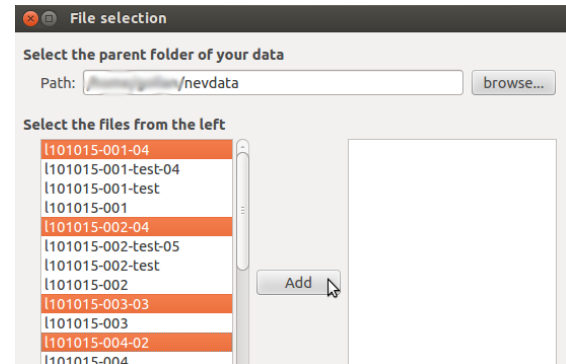 File selection
Select the parent folder of your data
Path: /nevdata browse...
Select the files from the left
l101015-001-04
l101015-001-test-04
l101015-001-test
l101015-001
l101015-002-04
l101015-002-test-05
l101015-002-test
l101015-002
Add
l101015-003-03
l101015-003
l101015-004-02
l101015-004